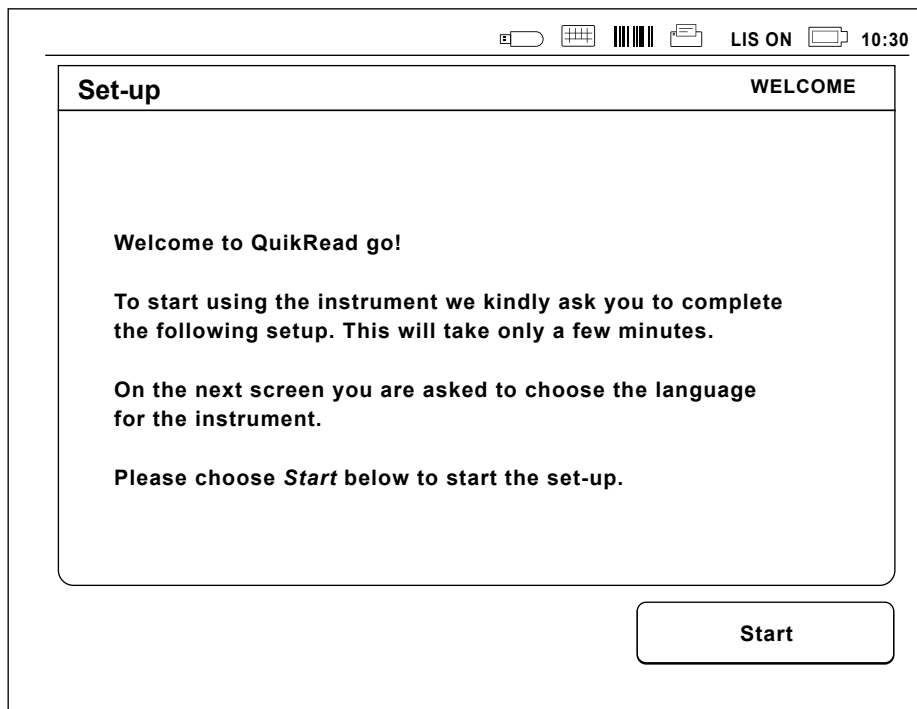 LIS ON 10:30
Set-up WELCOME
Welcome to QuikRead go!
To start using the instrument we kindly ask you to complete
the following setup. This will take only a few minutes.
On the next screen you are asked to choose the language
for the instrument.
Please choose Start below to start the set-up.
Start